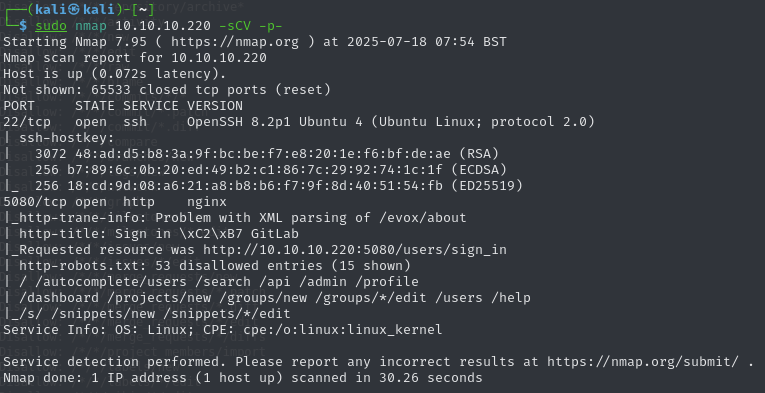 ┌──(kali㉿kali)-[~]
└─$ sudo nmap 10.10.10.220 -sCV -p-
Starting Nmap 7.95 ( https://nmap.org ) at 2025-07-18 07:54 BST
Nmap scan report for 10.10.10.220
Host is up (0.072s latency).
Not shown: 65533 closed tcp ports (reset)
PORT     STATE SERVICE VERSION
22/tcp   open  ssh     OpenSSH 8.2p1 Ubuntu 4 (Ubuntu Linux; protocol 2.0)
| ssh-hostkey:
|   3072 48:ad:d5:b8:3a:9f:bc:be:f7:e8:20:1e:f6:bf:de:ae (RSA)
|   256 b7:89:6c:0b:20:ed:49:b2:c1:86:7c:29:92:74:1c:1f (ECDSA)
|_  256 18:cd:9d:08:a6:21:a8:b8:b6:f7:9f:8d:40:51:54:fb (ED25519)
5080/tcp open  http    nginx
|_http-trane-info: Problem with XML parsing of /evox/about
| http-title: Sign in \xC2\xB7 GitLab
|_Requested resource was http://10.10.10.220:5080/users/sign_in
| http-robots.txt: 53 disallowed entries (15 shown)
| / /autocomplete/users /search /api /admin /profile
| /dashboard /projects/new /groups/new /groups/*/edit /users /help
|_/s/ /snippets/new /snippets/*/edit
Service Info: OS: Linux; CPE: cpe:/o:linux:linux_kernel
Service detection performed. Please report any incorrect results at https://nmap.org/submit/ .
Nmap done: 1 IP address (1 host up) scanned in 30.26 seconds